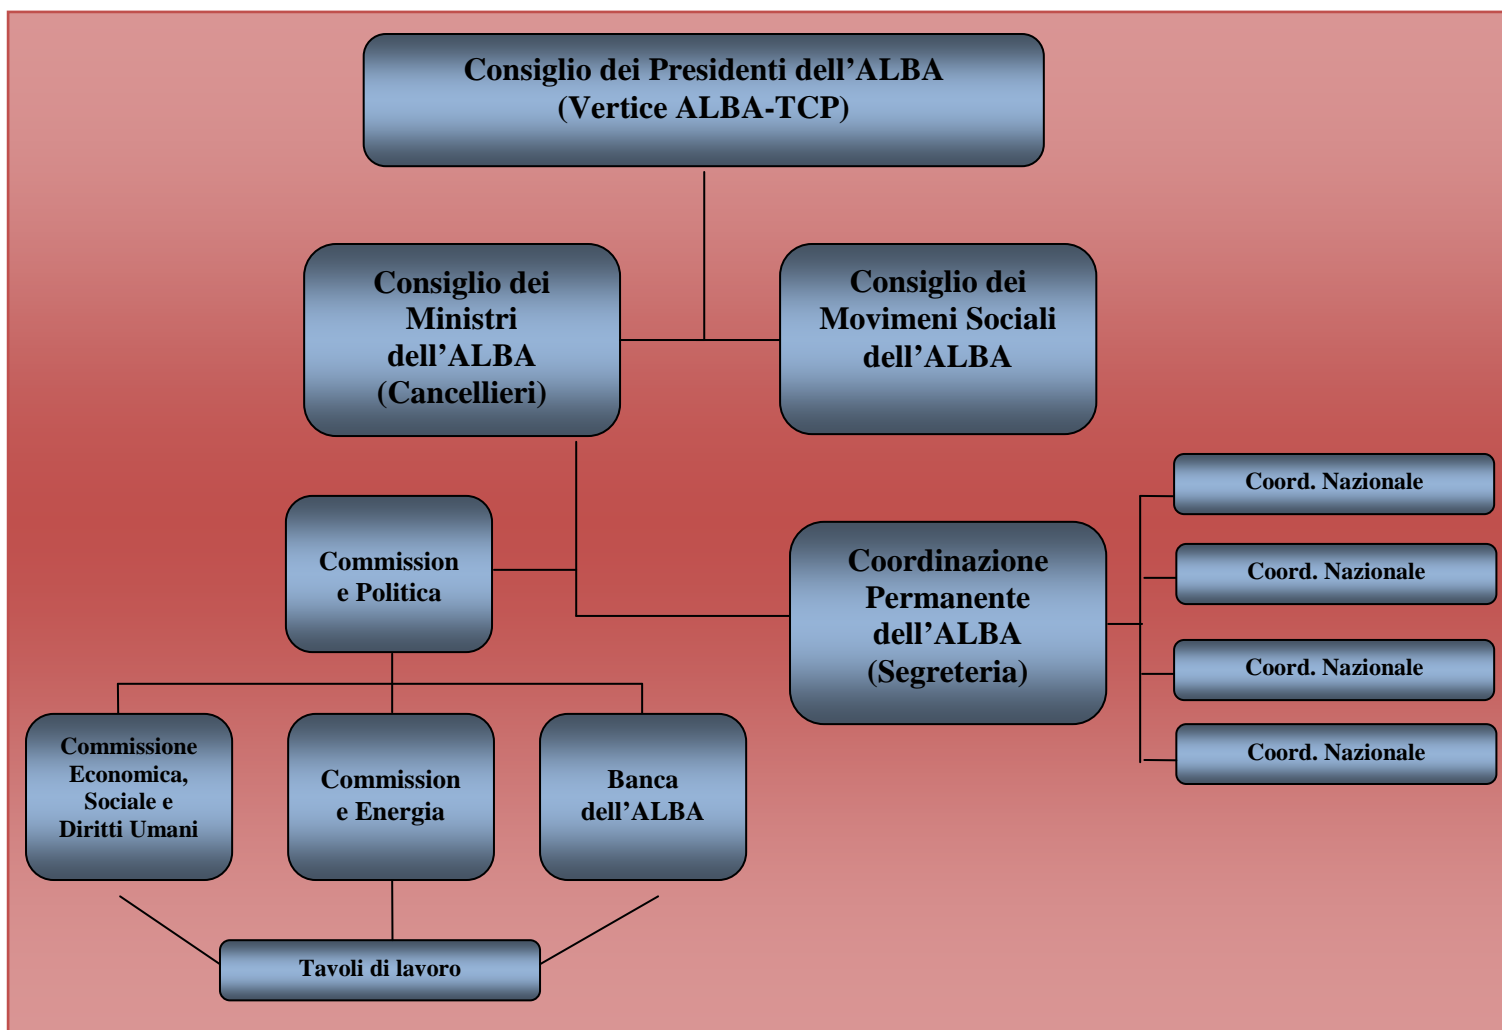 Consiglio dei Presidenti dell’ALBA
(Vertice ALBA-TCP)
Consiglio dei
Ministri
dell’ALBA
(Cancellieri)
Consiglio dei
Movimeni Sociali
dell’ALBA
Commission
e Politica
Coordinazione
Permanente
dell’ALBA
(Segreteria)
Coord. Nazionale
Coord. Nazionale
Coord. Nazionale
Coord. Nazionale
Commissione
Economica,
Sociale e
Diritti Umani
Commission
e Energia
Banca
dell’ALBA
Tavoli di lavoro